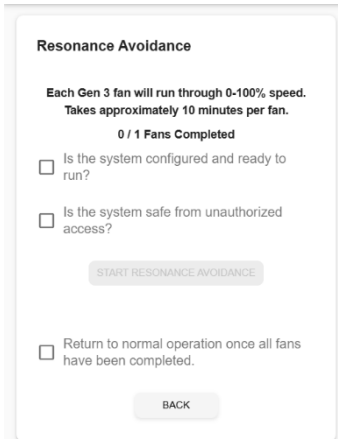 Resonance Avoidance
Each Gen 3 fan will run through 0-100% speed.
Takes approximately 10 minutes per fan.
0 / 1 Fans Completed
Is the system configured and ready to
run?
Is the system safe from unauthorized
access?
START RESONANCE AVOIDANCE
Return to normal operation once all fans
have been completed.
BACK